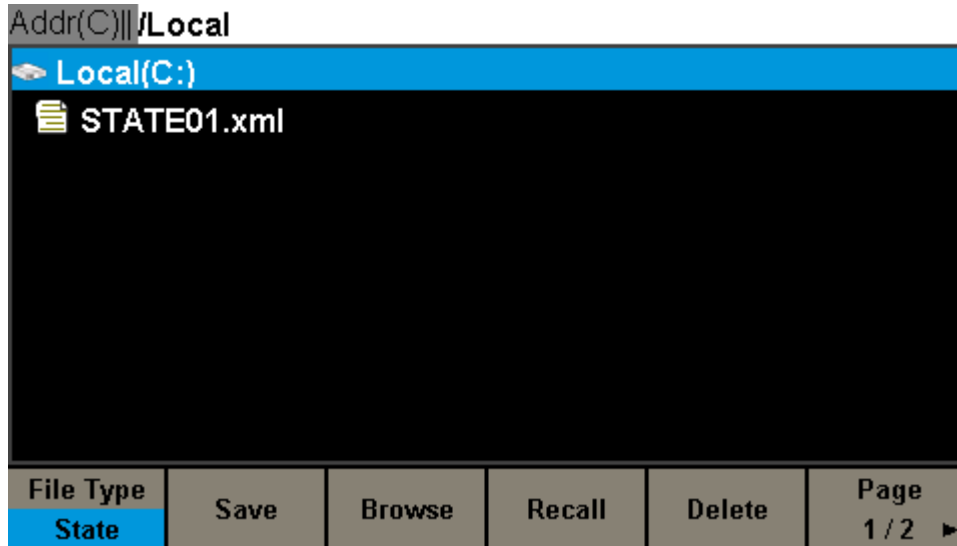 Addr(C)|| /Local
Local(C:)
STATE01.xml
File Type
State
Save
Browse
Recall
Delete
Page
1 / 2